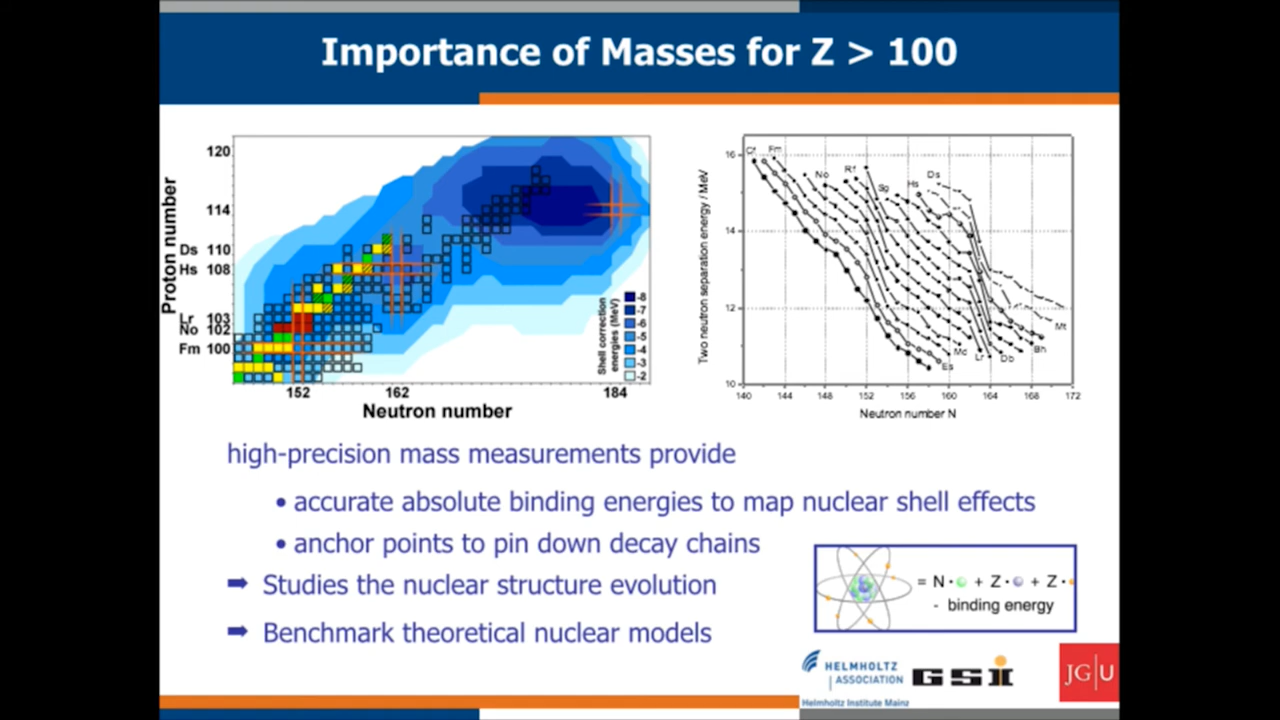 Importance of Masses for Z > 100
Proton number
120
114
Ds 110
Hs 108
Lr 103
No 102
Fm 100
152
162
184
Neutron number
Shell correction
energies (MeV)
-8
-7
-6
-5
-4
-3
-2
Two neutron separation energy / MeV
16
14
12
10
Cf
Fm
No
Rf
Sg
Hs
Ds
Mt
Bh
Db
Lr
Md
Es
140
144
148
152
156
160
164
168
172
Neutron number N
high-precision mass measurements provide
• accurate absolute binding energies to map nuclear shell effects
• anchor points to pin down decay chains
➡ Studies the nuclear structure evolution
➡ Benchmark theoretical nuclear models
= N · + Z · + Z ·
- binding energy
HELMHOLTZ
ASSOCIATION
Helmholtz Institute Mainz
GSI
JG|U